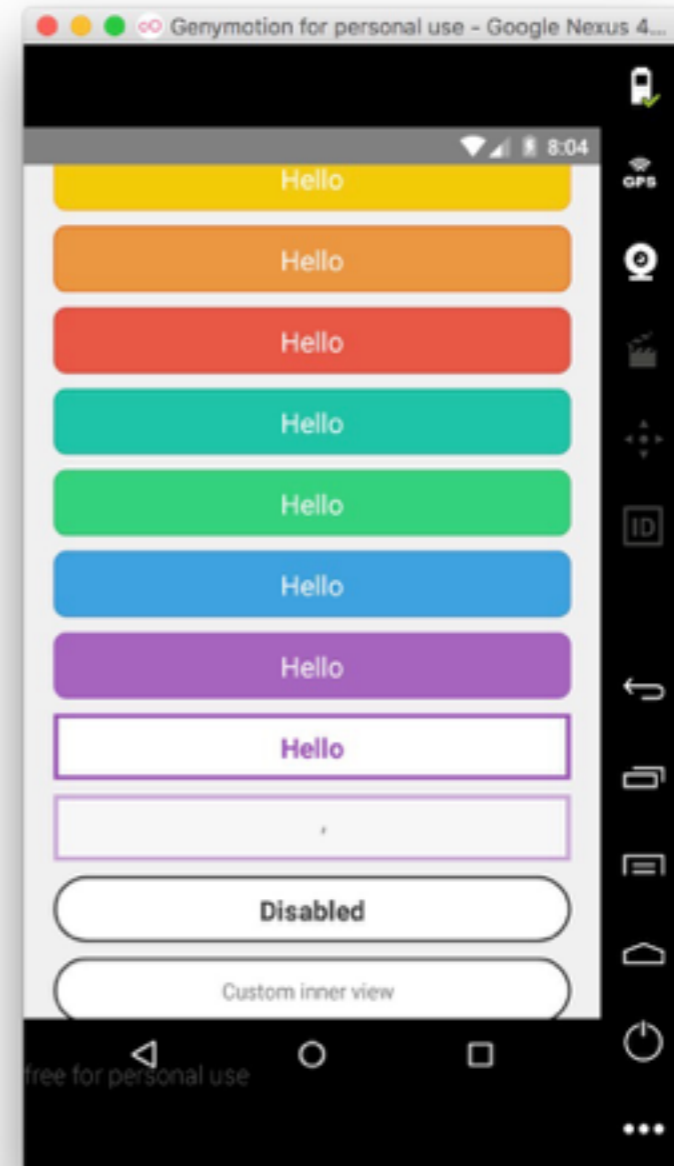 Genymotion for personal use - Google Nexus 4...
8:04
GPS
Hello
Hello
Hello
Hello
Hello
Hello
Hello
Hello
ID
Disabled
Custom inner view
free for personal use